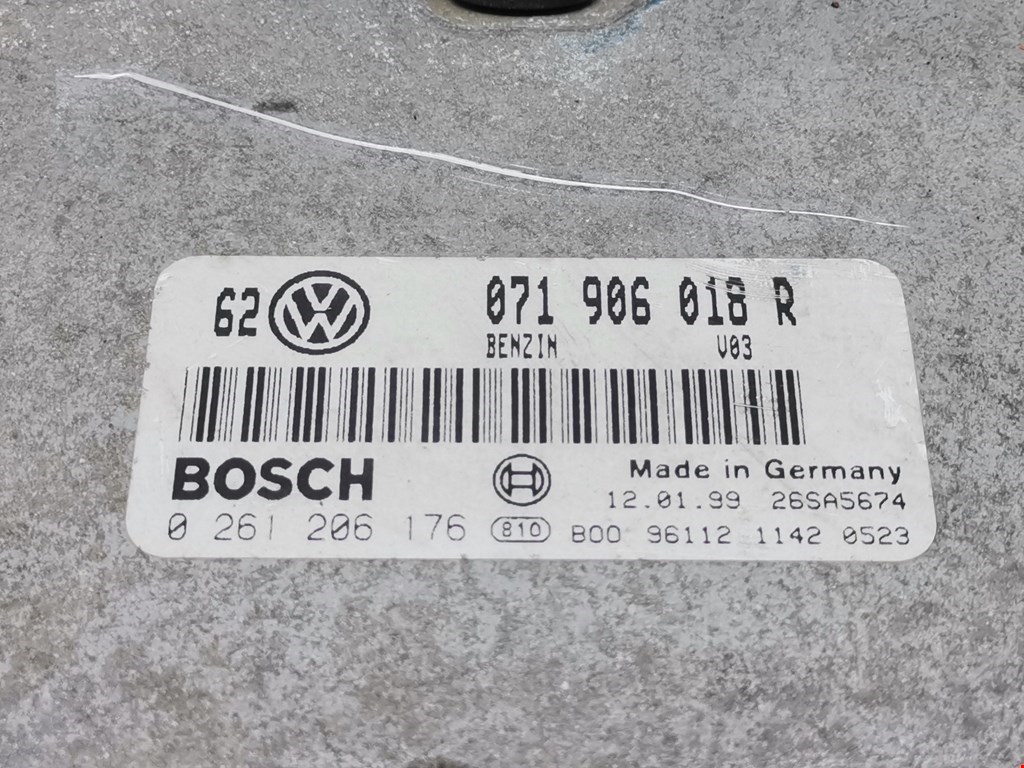 62 VW 071 906 018 R
BENZIN V03
BOSCH Made in Germany
12.01.99 26SA5674
0 261 206 176 810 B00 96112 1142 0523